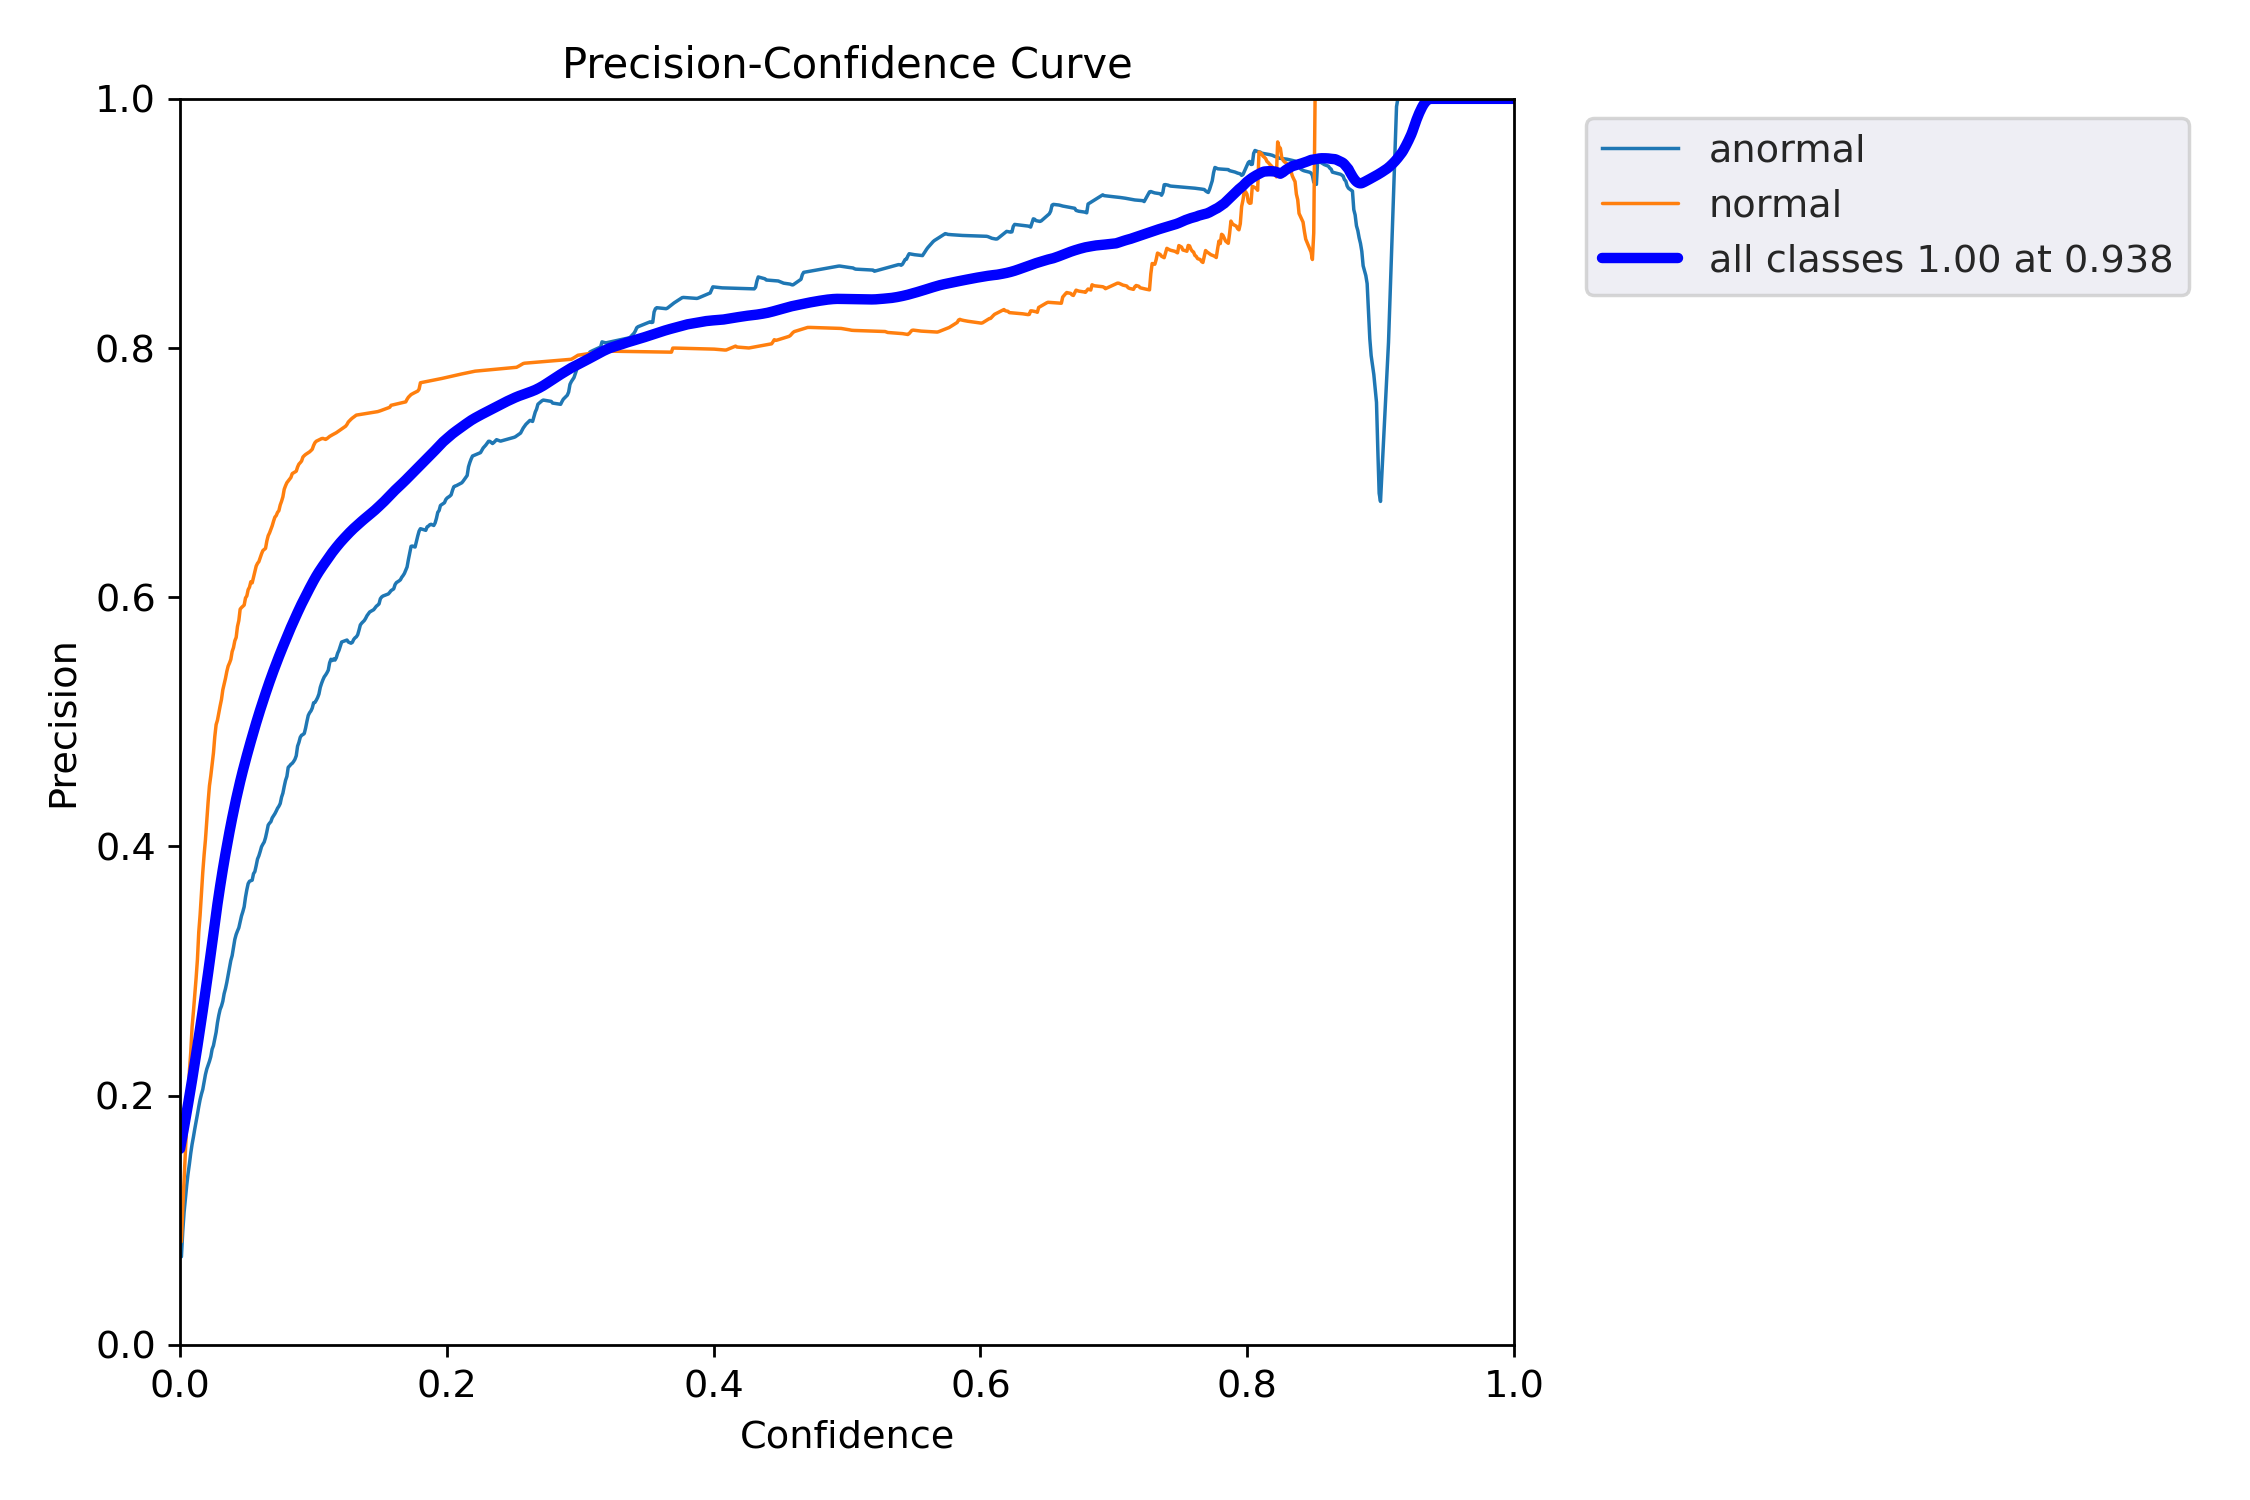 Precision-Confidence Curve
1.0
0.8
0.6
0.4
0.2
0.0
Precision
0.0 0.2 0.4 0.6 0.8 1.0
Confidence
anormal
normal
all classes 1.00 at 0.938